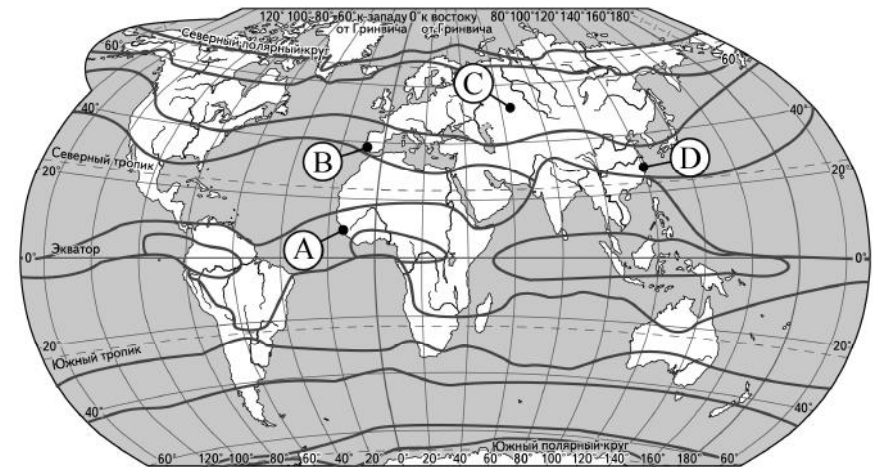 120° 100° 80° 60° к западу 0° к востоку 80° 100° 120° 140° 160° 180°
от Гринвича от Гринвича
Северный полярный круг
60° 60°
C
40° 40°
B
D
Северный тропик
20° 20°
A
Экватор
0° 0°
20° 20°
Южный тропик
40° 40°
Южный полярный круг
60° 120° 100° 80° 60° 40° 20° 0° 20° 40° 60° 80° 100° 120° 140° 160° 180° 60°